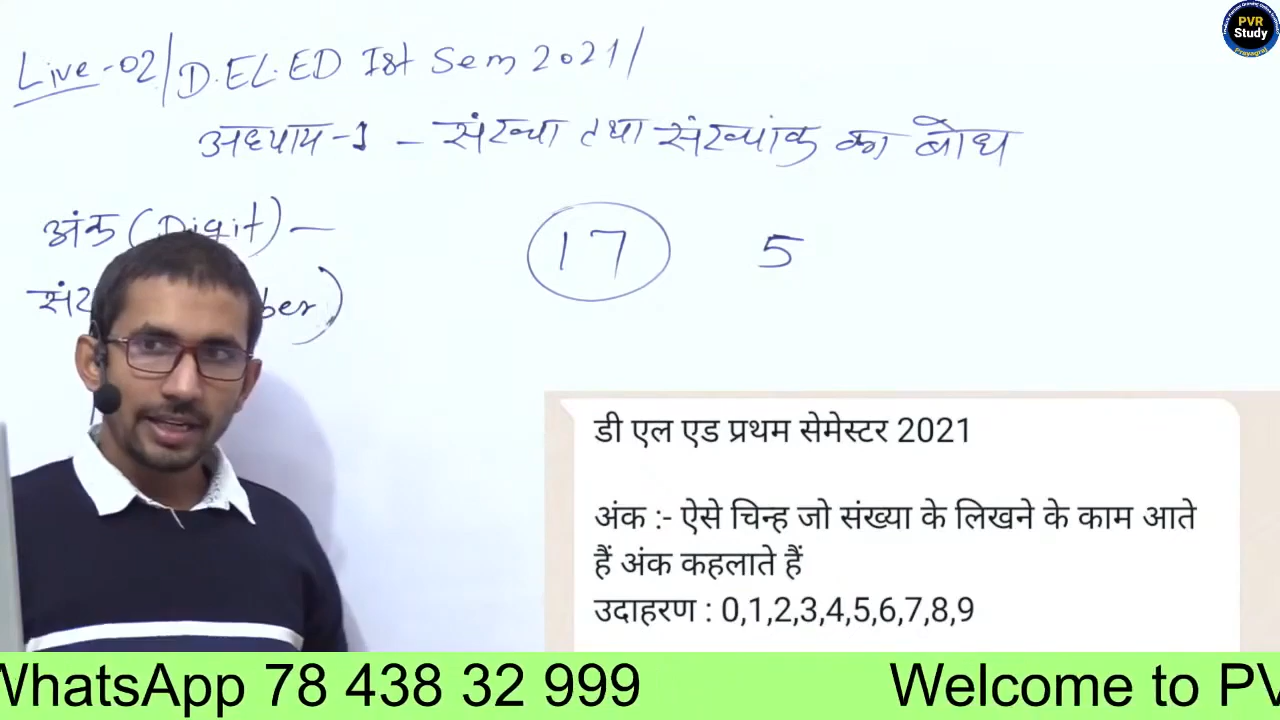 Live-02/D.EL.ED Ist Sem 2021/
अध्याय-1 - संख्या तथा संख्यांक का बोध
अंक (Digit) -
17 5
PVR
Study
Prayagraj
डी एल एड प्रथम सेमेस्टर 2021
अंक :- ऐसे चिन्ह जो संख्या के लिखने के काम आते
हैं अंक कहलाते हैं
उदाहरण : 0,1,2,3,4,5,6,7,8,9
WhatsApp 78 438 32 999
Welcome to PV